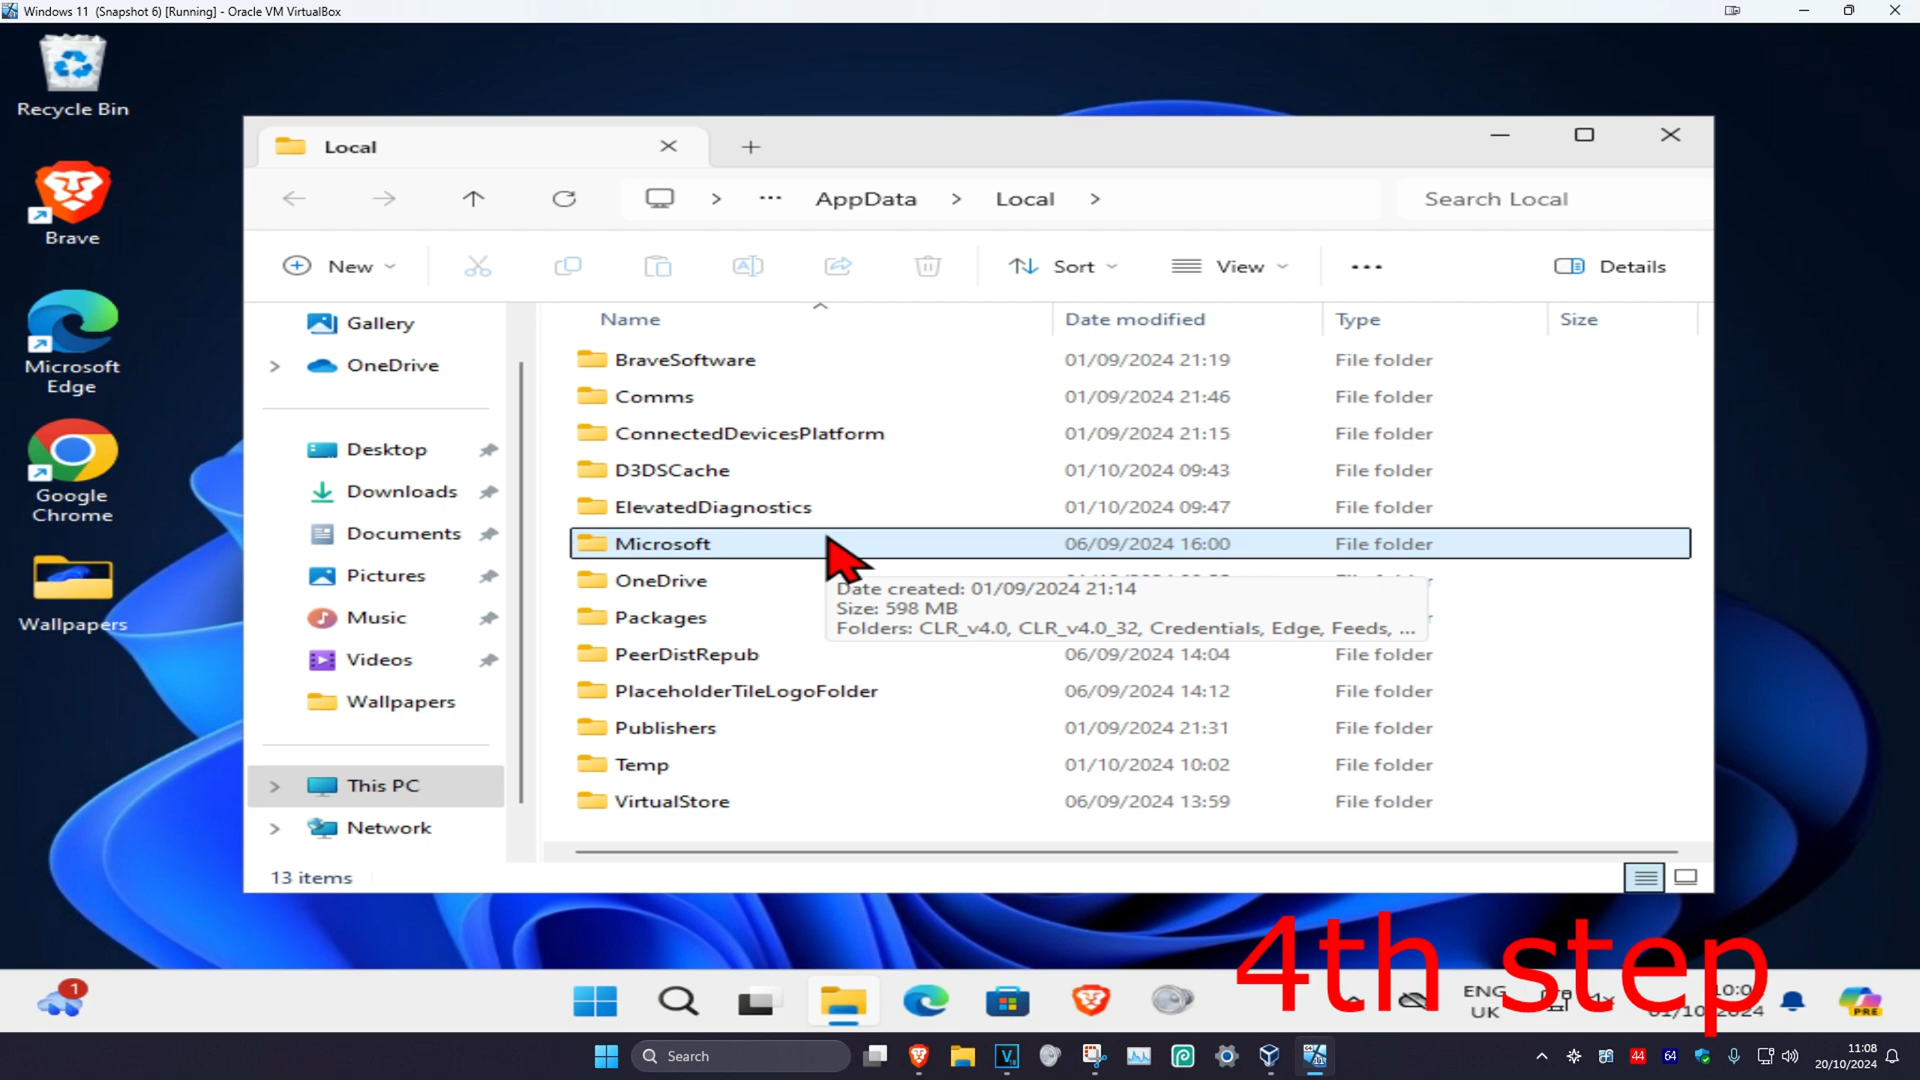 Windows 11 (Snapshot 6) [Running] - Oracle VM VirtualBox
Recycle Bin
Brave
Microsoft
Edge
Google
Chrome
Wallpapers
Local
AppData > Local >
Search Local
New
Sort
View
Details
Gallery
OneDrive
Desktop
Downloads
Documents
Pictures
Music
Videos
Wallpapers
This PC
Network
Name Date modified Type Size
BraveSoftware 01/09/2024 21:19 File folder
Comms 01/09/2024 21:46 File folder
ConnectedDevicesPlatform 01/09/2024 21:15 File folder
D3DSCache 01/10/2024 09:43 File folder
ElevatedDiagnostics 01/10/2024 09:47 File folder
Microsoft 06/09/2024 16:00 File folder
OneDrive
Packages
PeerDistRepub 06/09/2024 14:04 File folder
PlaceholderTileLogoFolder 06/09/2024 14:12 File folder
Publishers 01/09/2024 21:31 File folder
Temp 01/10/2024 10:02 File folder
VirtualStore 06/09/2024 13:59 File folder
Date created: 01/09/2024 21:14
Size: 598 MB
Folders: CLR_v4.0, CLR_v4.0_32, Credentials, Edge, Feeds, ...
13 items
4th step
1
ENG
UK
PRE
Search
44
64
11:08
20/10/2024